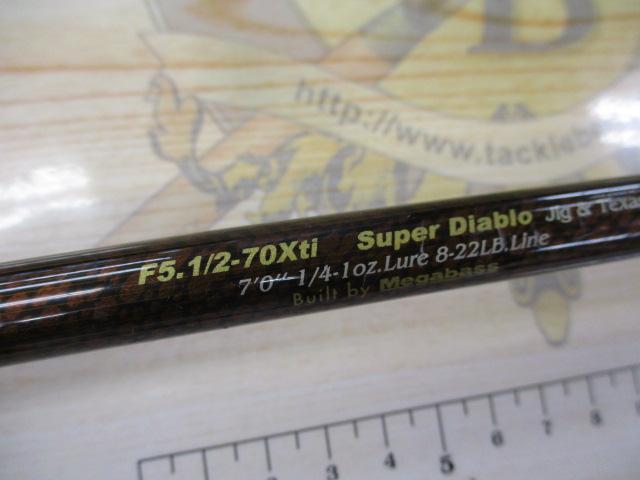 D
http://www.tacklebe
F5.1/2-70Xti Super Diablo Jig & Texas
7'0"-1/4-1oz.Lure 8-22LB.Line
Built by Megabass
1 2 3 4 5 6 7 8